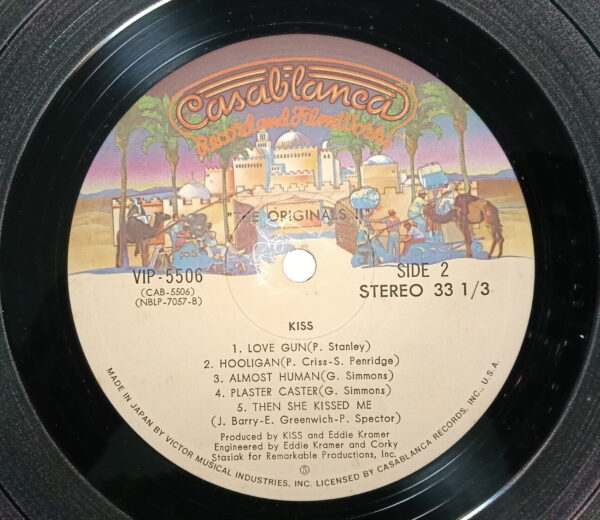 Casablanca
Record and FilmWorks
"THE ORIGINALS II"
VIP-5506
(CAB-5506)
(NBLP-7057-B)
SIDE 2
STEREO 33 1/3
KISS
1. LOVE GUN(P. Stanley)
2. HOOLIGAN(P. Criss-S. Penridge)
3. ALMOST HUMAN(G. Simmons)
4. PLASTER CASTER(G. Simmons)
5. THEN SHE KISSED ME
(J. Barry-E. Greenwich-P. Spector)
Produced by KISS and Eddie Kramer
Engineered by Eddie Kramer and Corky
Stasiak for Remarkable Productions, Inc.
Ⓢ
MADE IN JAPAN BY VICTOR MUSICAL INDUSTRIES, INC. LICENSED BY CASABLANCA RECORDS, INC., U.S.A.